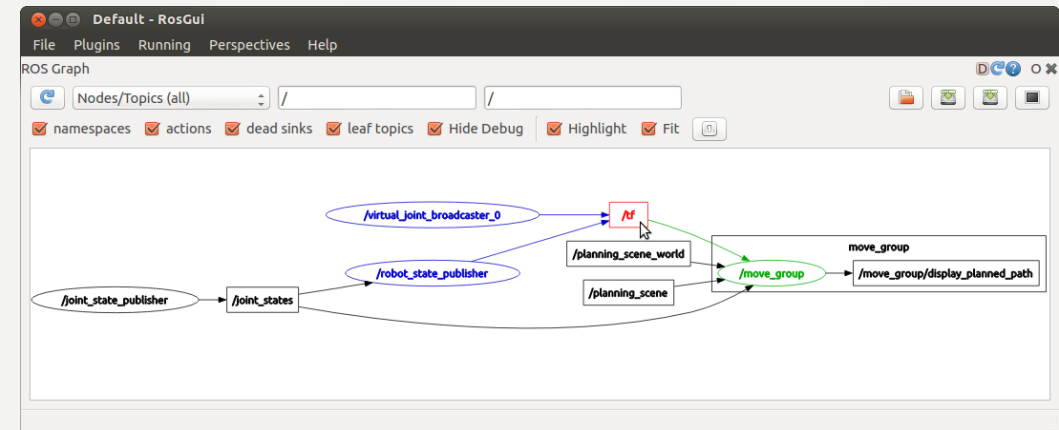 Default - RosGui
File Plugins Running Perspectives Help
ROS Graph
D C ? O ✖
Nodes/Topics (all) / /
namespaces actions dead sinks leaf topics Hide Debug Highlight Fit
/virtual_joint_broadcaster_0 /tf
/planning_scene_world move_group
/robot_state_publisher /move_group /move_group/display_planned_path
/joint_state_publisher /joint_states /planning_scene